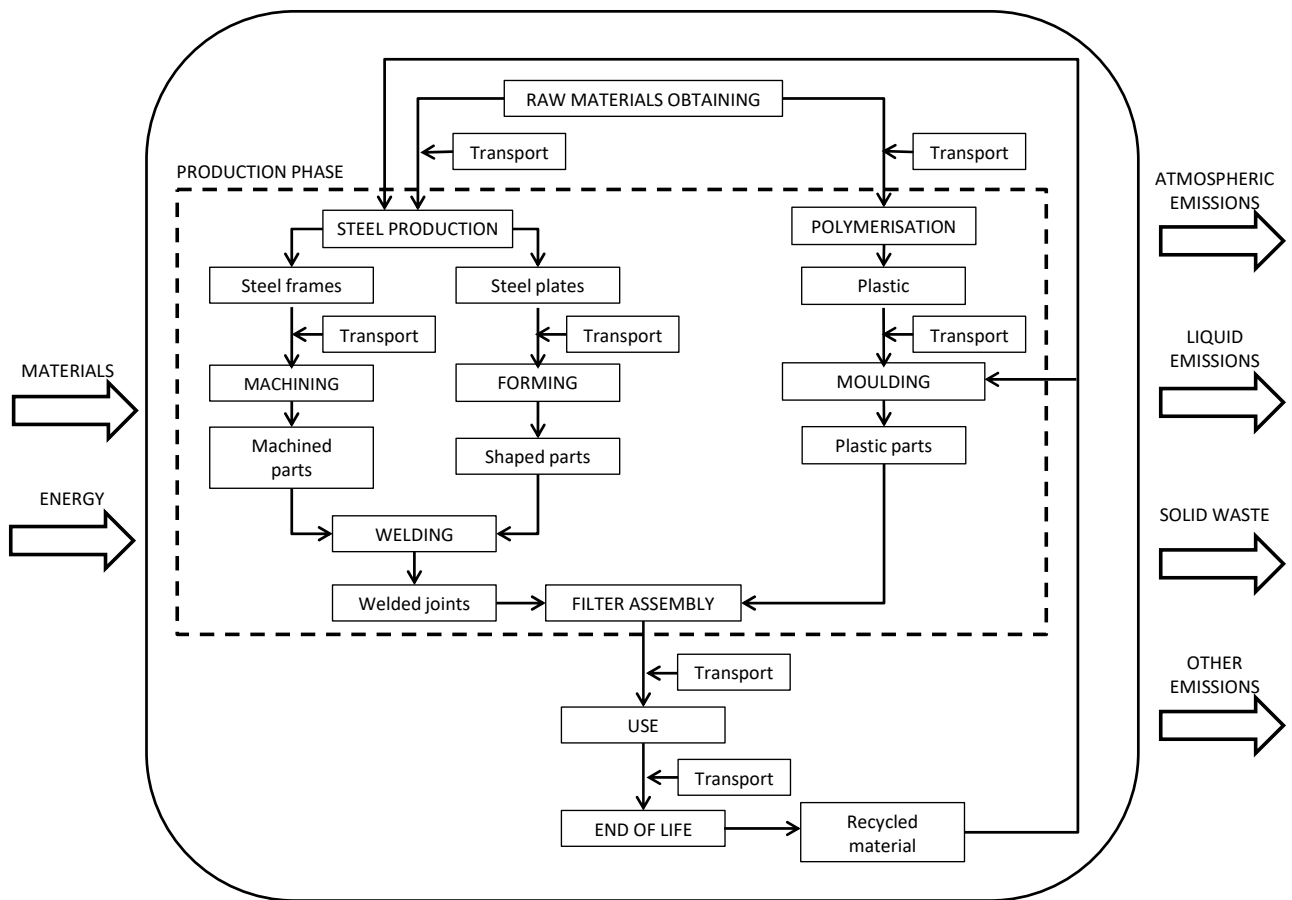 RAW MATERIALS OBTAINING
Transport
Transport
PRODUCTION PHASE
STEEL PRODUCTION
POLYMERISATION
Steel frames
Steel plates
Plastic
Transport
Transport
Transport
MACHINING
FORMING
MOULDING
Machined
parts
Shaped parts
Plastic parts
WELDING
Welded joints
FILTER ASSEMBLY
Transport
USE
Transport
END OF LIFE
Recycled
material
MATERIALS
ENERGY
ATMOSPHERIC
EMISSIONS
LIQUID
EMISSIONS
SOLID WASTE
OTHER
EMISSIONS